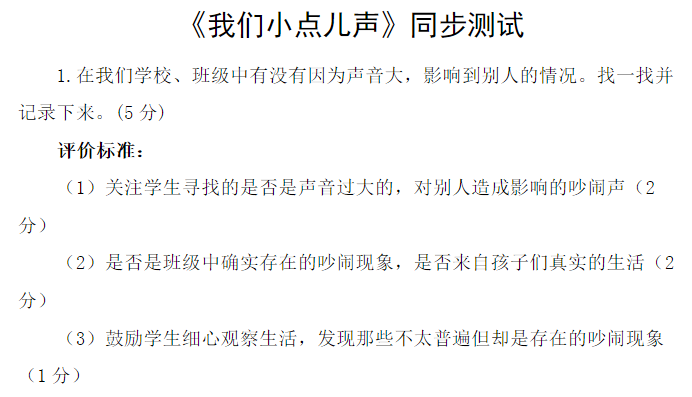 《我们小点儿声》同步测试
1.在我们学校、班级中有没有因为声音大，影响到别人的情况。找一找并
记录下来。(5 分)
评价标准：
（1）关注学生寻找的是否是声音过大的，对别人造成影响的吵闹声（2
分）
（2）是否是班级中确实存在的吵闹现象，是否来自孩子们真实的生活（2
分）
（3）鼓励学生细心观察生活，发现那些不太普遍但却是存在的吵闹现象
（1 分）